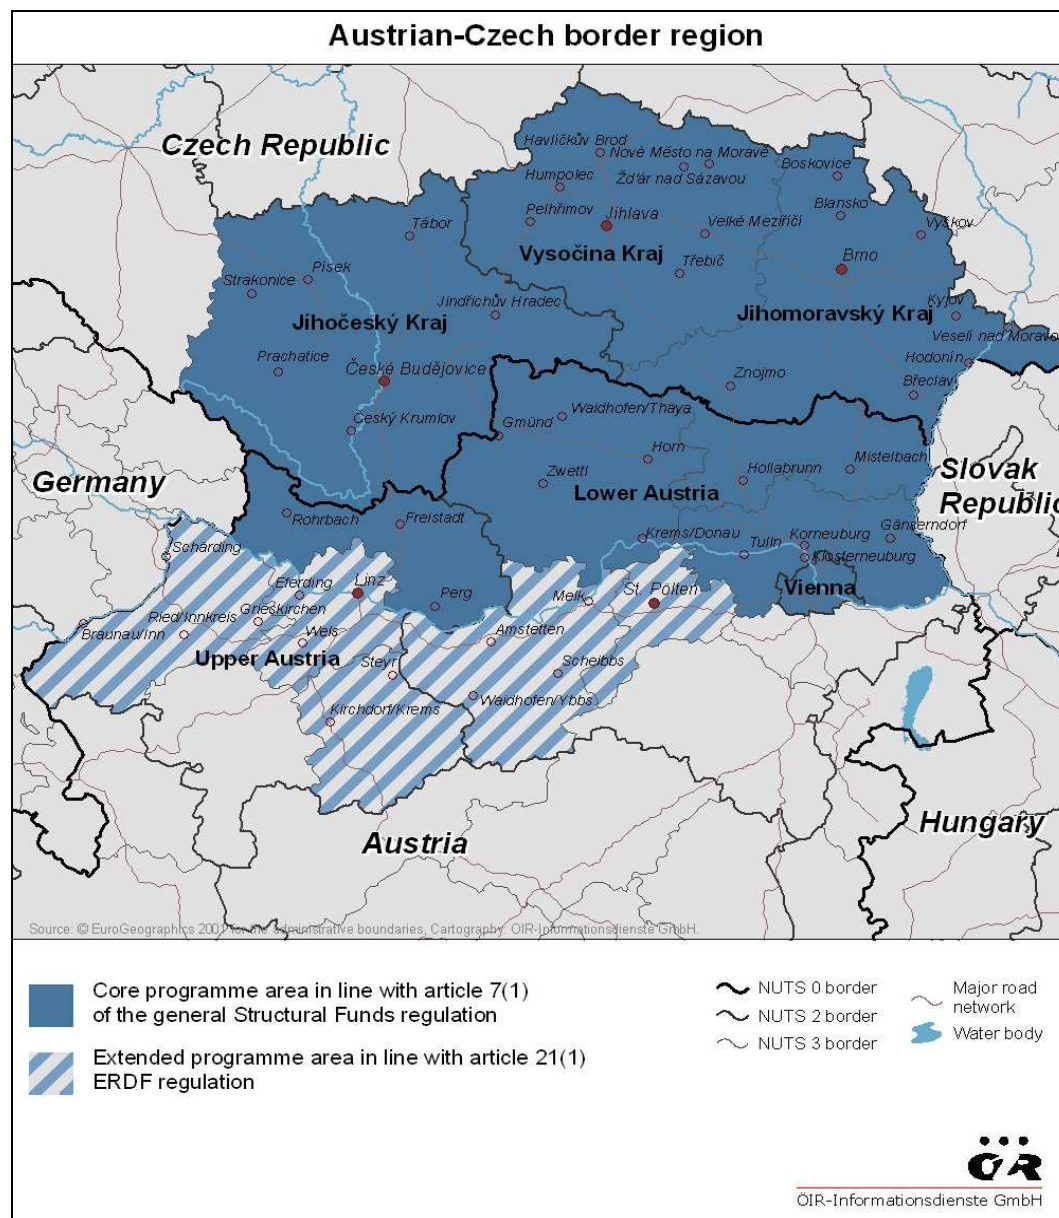 Austrian-Czech border region
Czech Republic
Havlíčkův Brod
Nové Město na Moravě
Boskovice
Humpolec
Žd'ár nad Sázavou
Pelhřimov
Jihlava
Blansko
Tábor
Velké Meziříčí
Vyškov
Vysočina Kraj
Brno
Třebíč
Písek
Strakonice
Jindřichův Hradec
Kyjov
Jihočeský Kraj
Jihomoravský Kraj
Veselí nad Moravo
Prachatice
České Budějovice
Hodonín
Znojmo
Břeclavi
Český Krumlov
Waidhofen/Thaya
Gmünd
Horn
Mistelbach
Germany
Zwettl
Hollabrunn
Slovak
Republic
Lower Austria
Rohrbach
Freistadt
Krems/Donau
Tulln
Korneuburg
Gänserndorf
Schärding
Klosterneuburg
Eferding
Linz
Vienna
Perg
Melk
St. Pölten
Grieskirchen
Ried/Innkreis
Braunau/Inn
Wels
Amstetten
Upper Austria
Steyr
Scheibbs
Waidhofen/Ybbs
Kirchdorf/Krems
Austria
Hungary
Source: © EuroGeographics 2001 for the administrative boundaries, Cartography: ÖIR-Informationsdienste GmbH.
Core programme area in line with article 7(1)
of the general Structural Funds regulation
Extended programme area in line with article 21(1)
ERDF regulation
NUTS 0 border
NUTS 2 border
NUTS 3 border
Major road
network
Water body
ÖIR
ÖIR-Informationsdienste GmbH